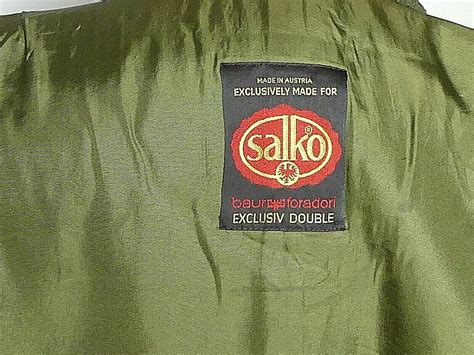 MADE IN AUSTRIA
EXCLUSIVELY MADE FOR
salko®
baur foradori
EXCLUSIV DOUBLE